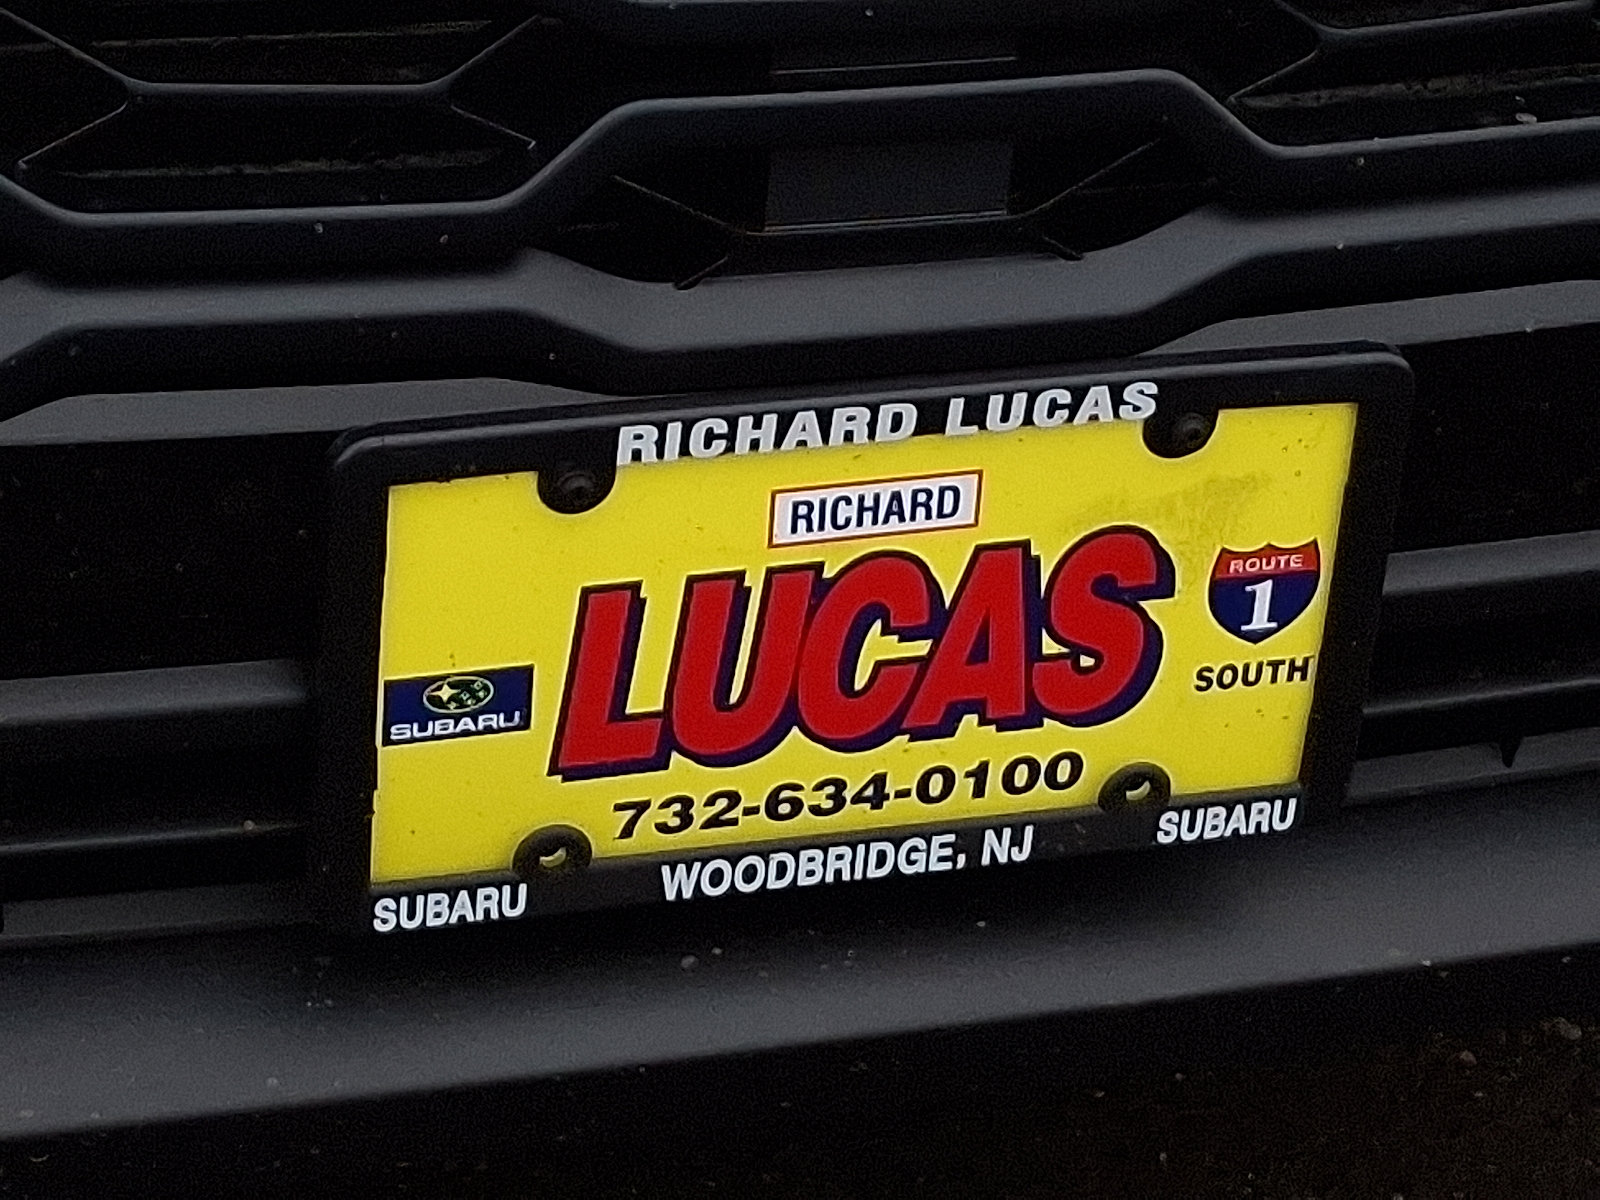 RICHARD LUCAS
RICHARD
LUCAS
ROUTE
1
SOUTH
SUBARU
732-634-0100
SUBARU
WOODBRIDGE, NJ
SUBARU